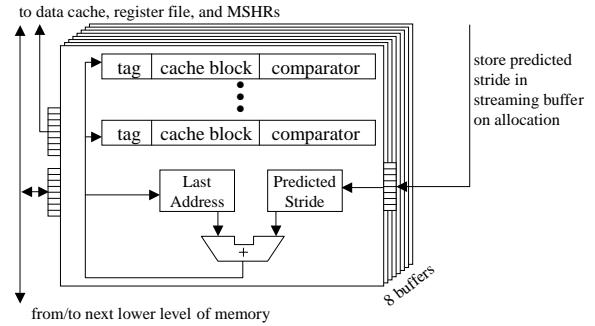 to data cache, register file, and MSHRs
tag cache block comparator
tag cache block comparator
store predicted
stride in
streaming buffer
on allocation
Last
Address
Predicted
Stride
+
8 buffers
from/to next lower level of memory